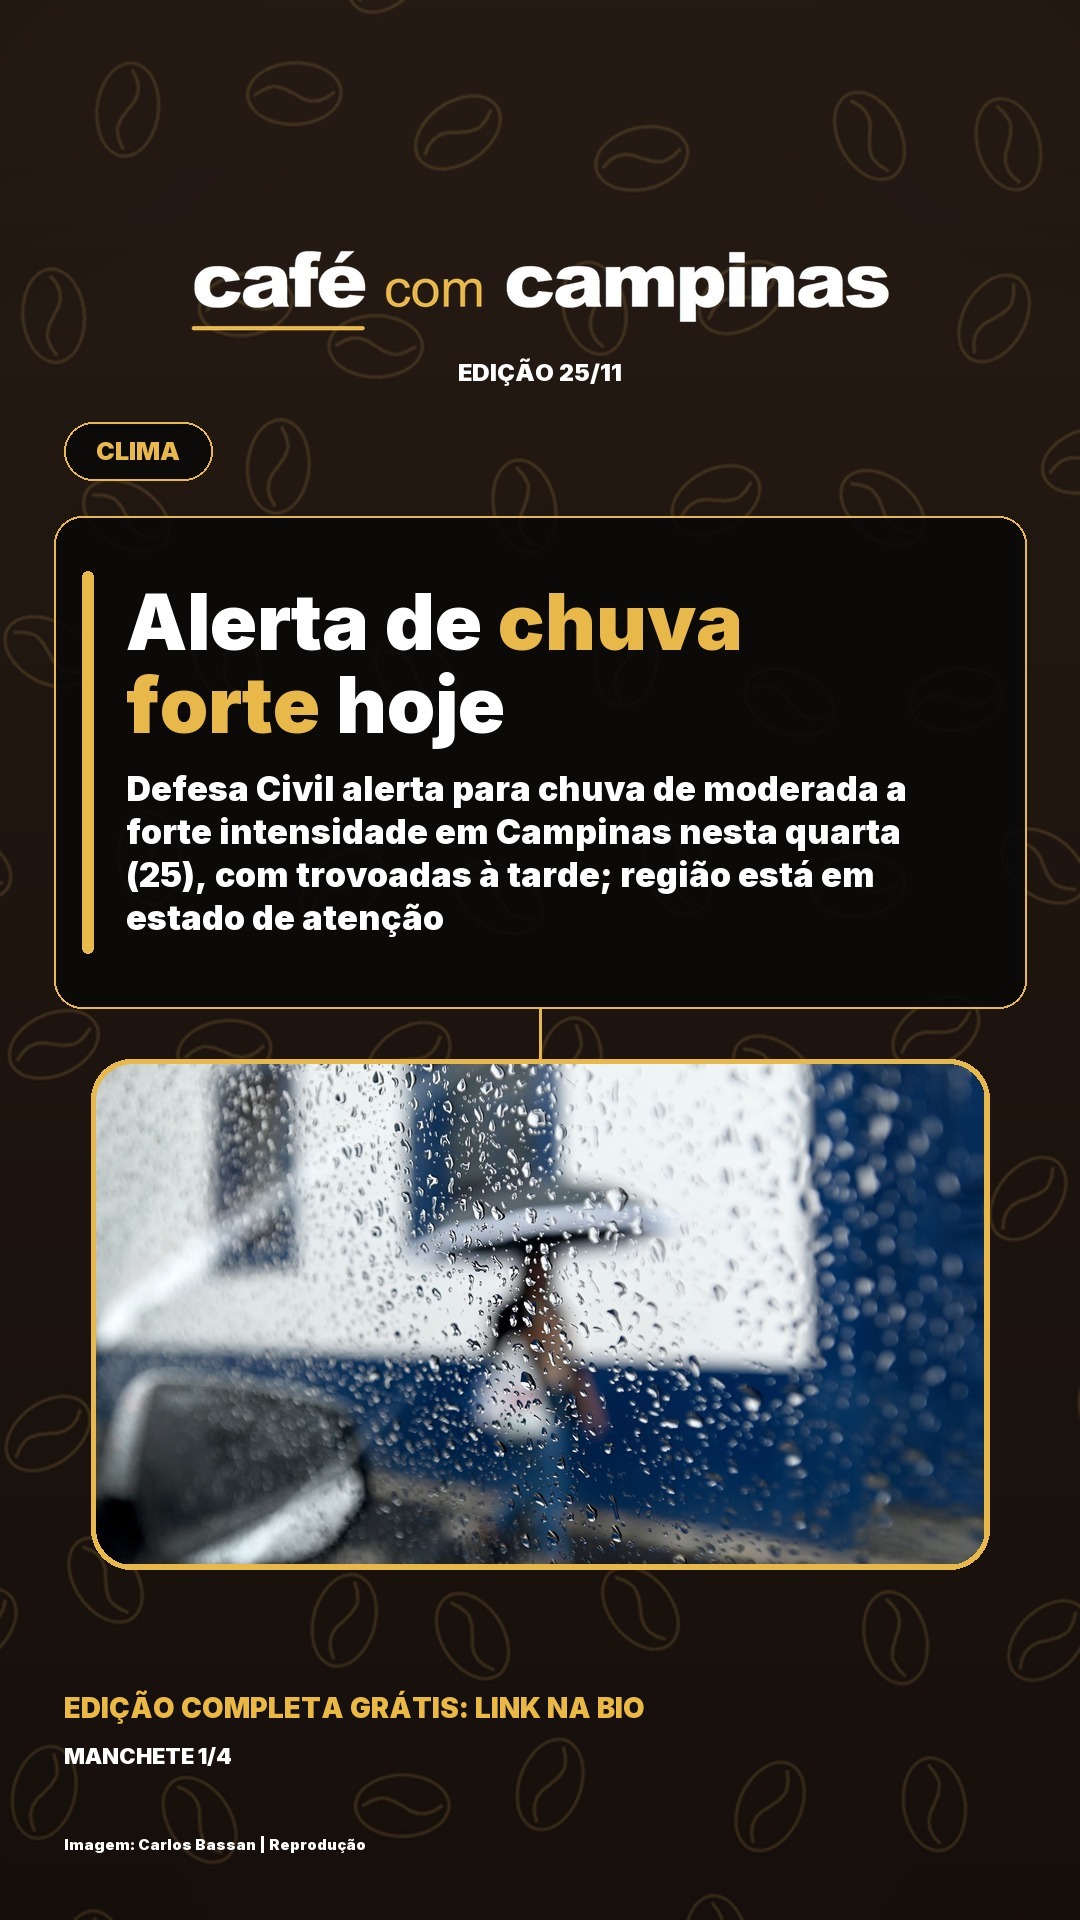 café com campinas
EDIÇÃO 25/11
CLIMA
Alerta de chuva
forte hoje
Defesa Civil alerta para chuva de moderada a
forte intensidade em Campinas nesta quarta
(25), com trovoadas à tarde; região está em
estado de atenção
EDIÇÃO COMPLETA GRÁTIS: LINK NA BIO
MANCHETE 1/4
Imagem: Carlos Bassan | Reprodução